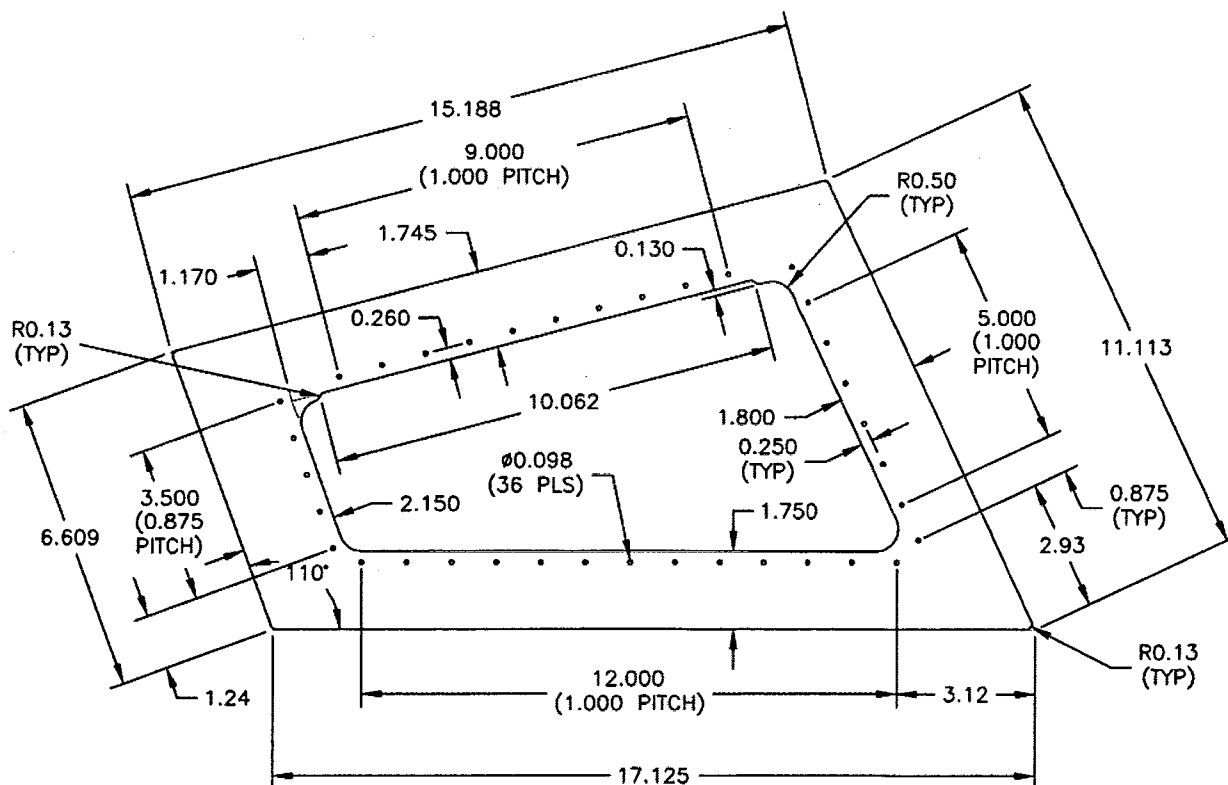 15.188
9.000
(1.000 PITCH)
R0.50
(TYP)
1.745
0.130
1.170
0.260
R0.13
(TYP)
5.000
(1.000
PITCH)
11.113
10.062
1.800
0.250
(TYP)
Ø0.098
(36 PLS)
3.500
(0.875
PITCH)
2.150
1.750
0.875
(TYP)
6.609
2.93
110°
R0.13
(TYP)
1.24
12.000
(1.000 PITCH)
3.12
17.125